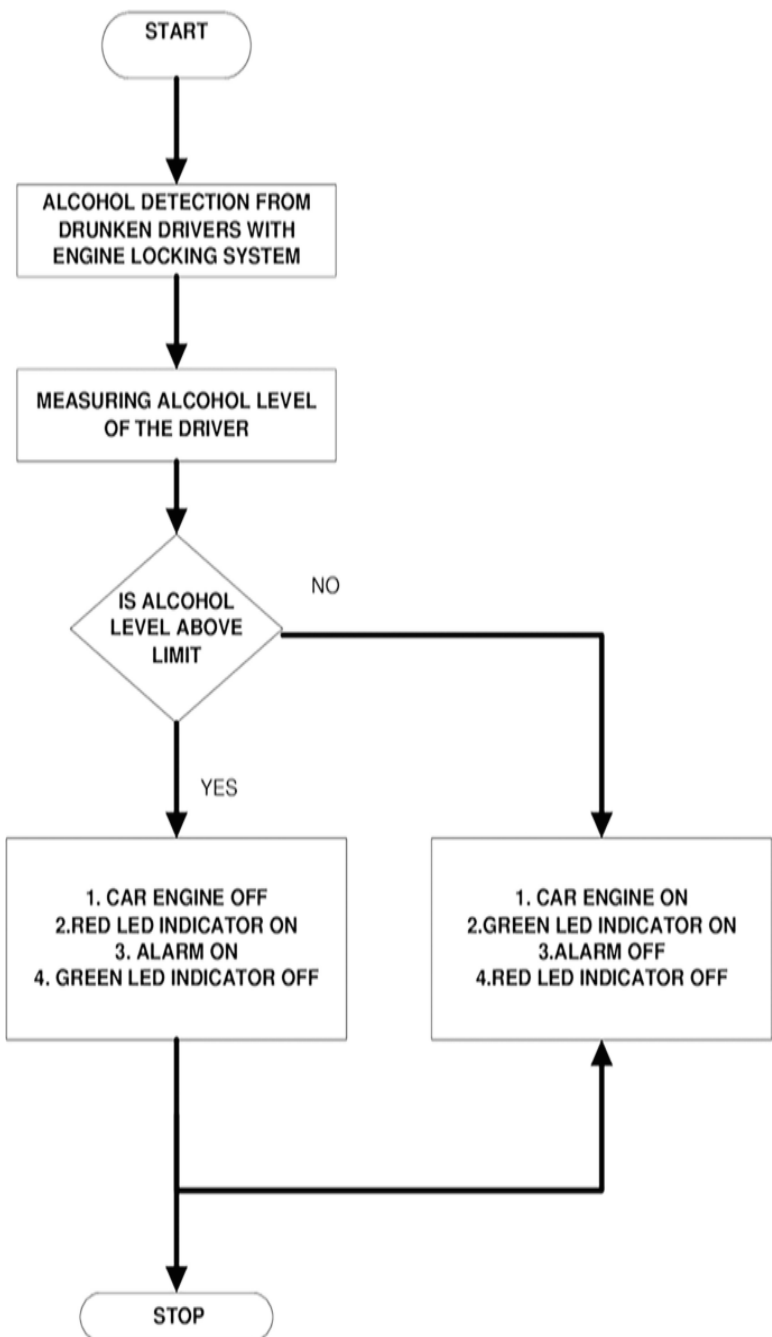 START
ALCOHOL DETECTION FROM
DRUNKEN DRIVERS WITH
ENGINE LOCKING SYSTEM
MEASURING ALCOHOL LEVEL
OF THE DRIVER
IS ALCOHOL
LEVEL ABOVE
LIMIT
NO
YES
1. CAR ENGINE OFF
2.RED LED INDICATOR ON
3. ALARM ON
4. GREEN LED INDICATOR OFF
1. CAR ENGINE ON
2.GREEN LED INDICATOR ON
3.ALARM OFF
4.RED LED INDICATOR OFF
STOP